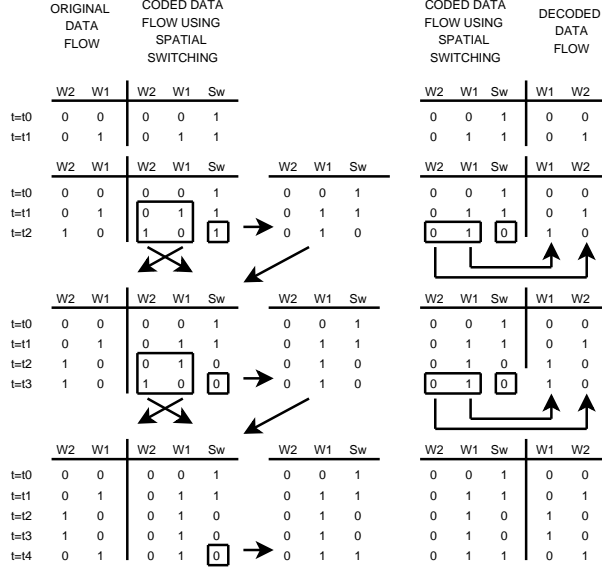 ORIGINAL DATA FLOW
CODED DATA FLOW USING SPATIAL SWITCHING
CODED DATA FLOW USING SPATIAL SWITCHING
DECODED DATA FLOW
W2 W1 W2 W1 Sw W2 W1 Sw W1 W2
t=t0 0 0 0 0 1 0 0 1 0 0
t=t1 0 1 0 1 1 0 1 1 0 1
W2 W1 W2 W1 Sw W2 W1 Sw W2 W1 Sw W1 W2
t=t0 0 0 0 0 1 0 0 1 0 0 1 0 0
t=t1 0 1 0 1 1 0 1 1 0 1 1 0 1
t=t2 1 0 1 0 1 0 1 0 0 1 0 1 0
W2 W1 W2 W1 Sw W2 W1 Sw W2 W1 Sw W1 W2
t=t0 0 0 0 0 1 0 0 1 0 0 1 0 0
t=t1 0 1 0 1 1 0 1 1 0 1 1 0 1
t=t2 1 0 0 1 0 0 1 0 0 1 0 1 0
t=t3 1 0 1 0 0 0 1 0 0 1 0 1 0
W2 W1 W2 W1 Sw W2 W1 Sw W2 W1 Sw W1 W2
t=t0 0 0 0 0 1 0 0 1 0 0 1 0 0
t=t1 0 1 0 1 1 0 1 1 0 1 1 0 1
t=t2 1 0 0 1 0 0 1 0 0 1 0 1 0
t=t3 1 0 0 1 0 0 1 0 0 1 0 1 0
t=t4 0 1 0 1 0 0 1 1 0 1 1 0 1